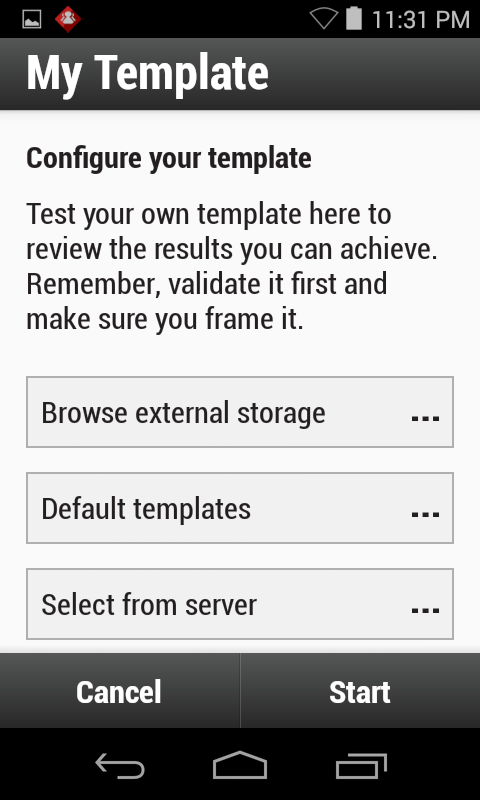 11:31 PM
My Template
Configure your template
Test your own template here to
review the results you can achieve.
Remember, validate it first and
make sure you frame it.
Browse external storage ...
Default templates ...
Select from server ...
Cancel Start